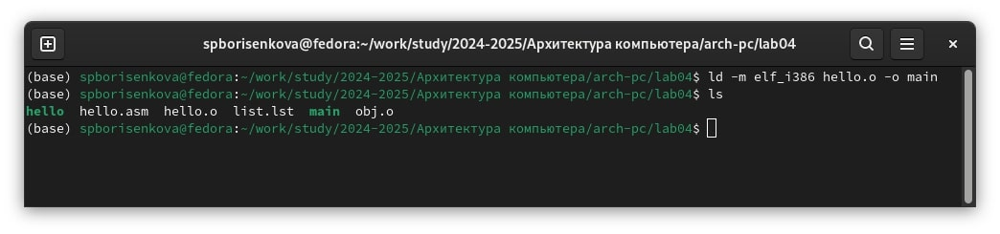 spborisenkova@fedora:~/work/study/2024-2025/Архитектура компьютера/arch-pc/lab04
(base) spborisenkova@fedora:~/work/study/2024-2025/Архитектура компьютера/arch-pc/lab04$ ld -m elf_i386 hello.o -o main
(base) spborisenkova@fedora:~/work/study/2024-2025/Архитектура компьютера/arch-pc/lab04$ ls
hello  hello.asm  hello.o  list.lst  main  obj.o
(base) spborisenkova@fedora:~/work/study/2024-2025/Архитектура компьютера/arch-pc/lab04$